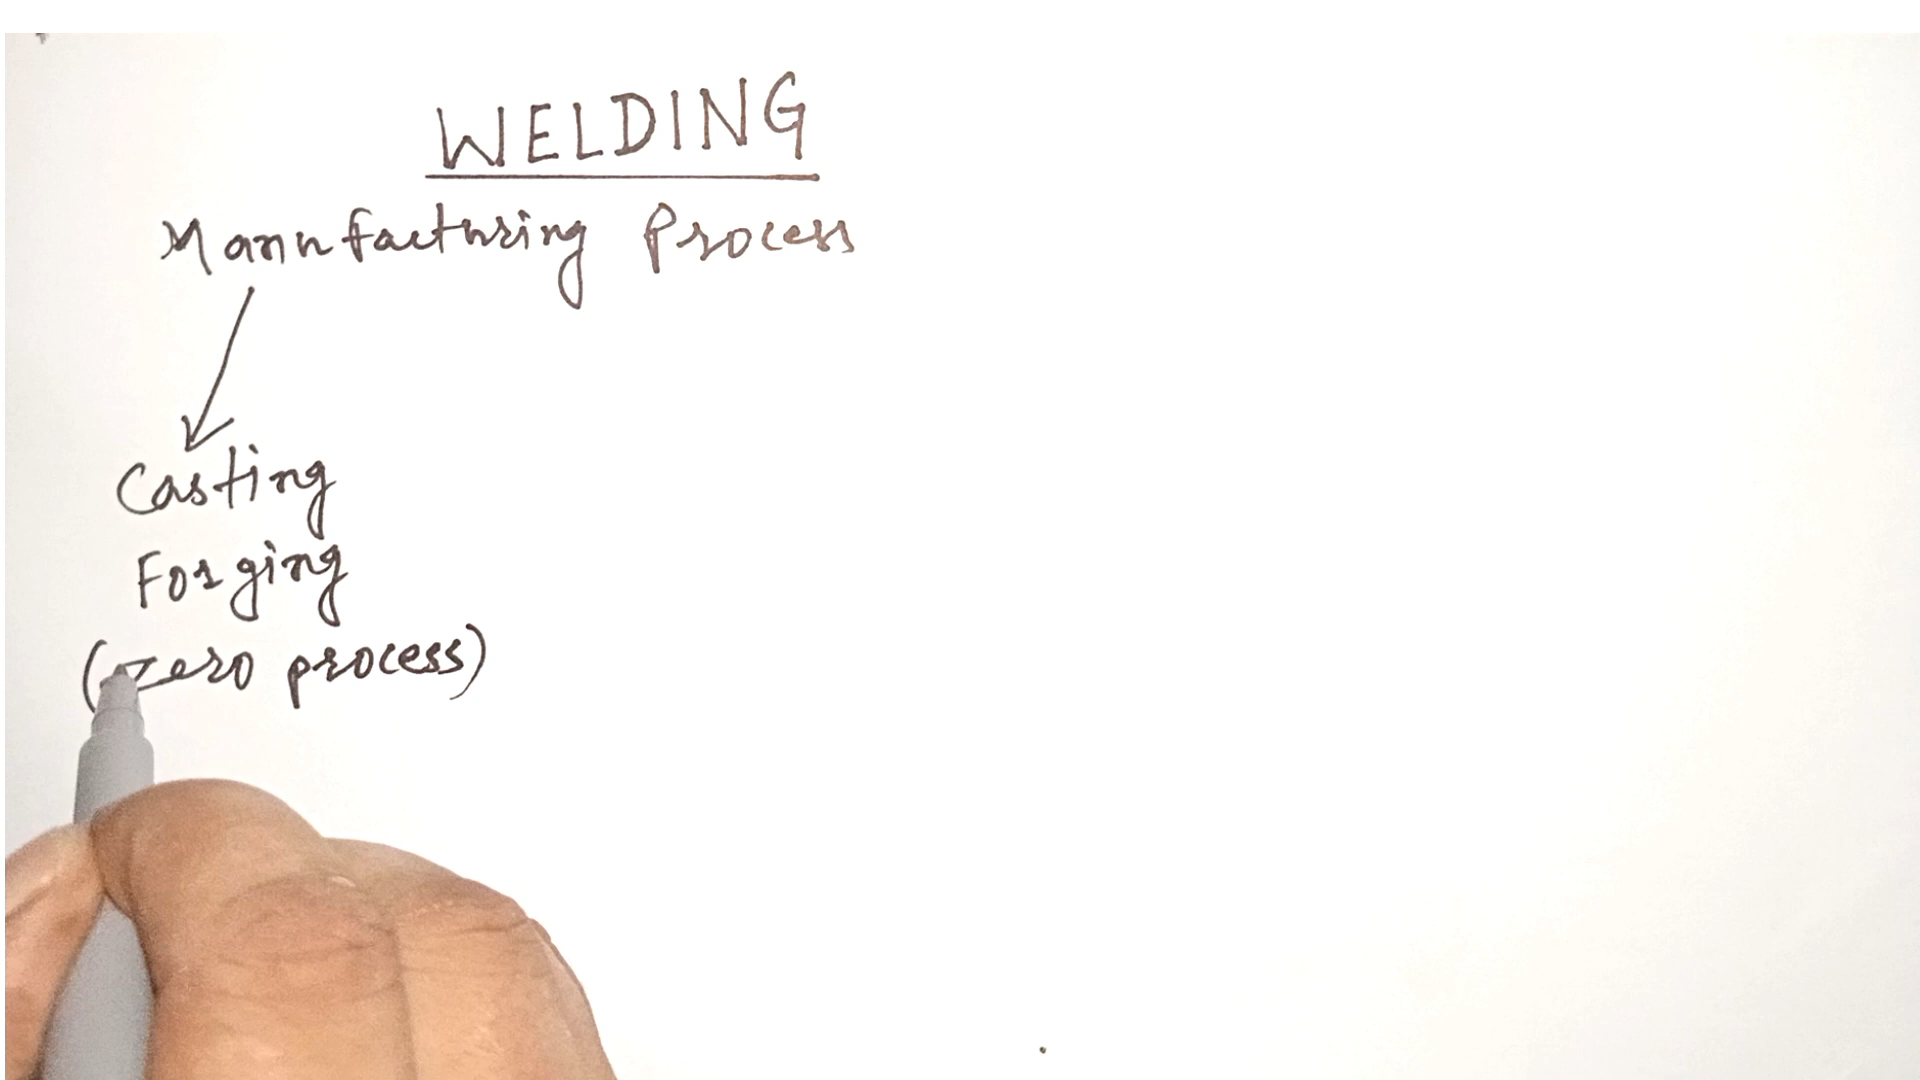 WELDING
Manufacturing Process
Casting
Forging
(zero process)